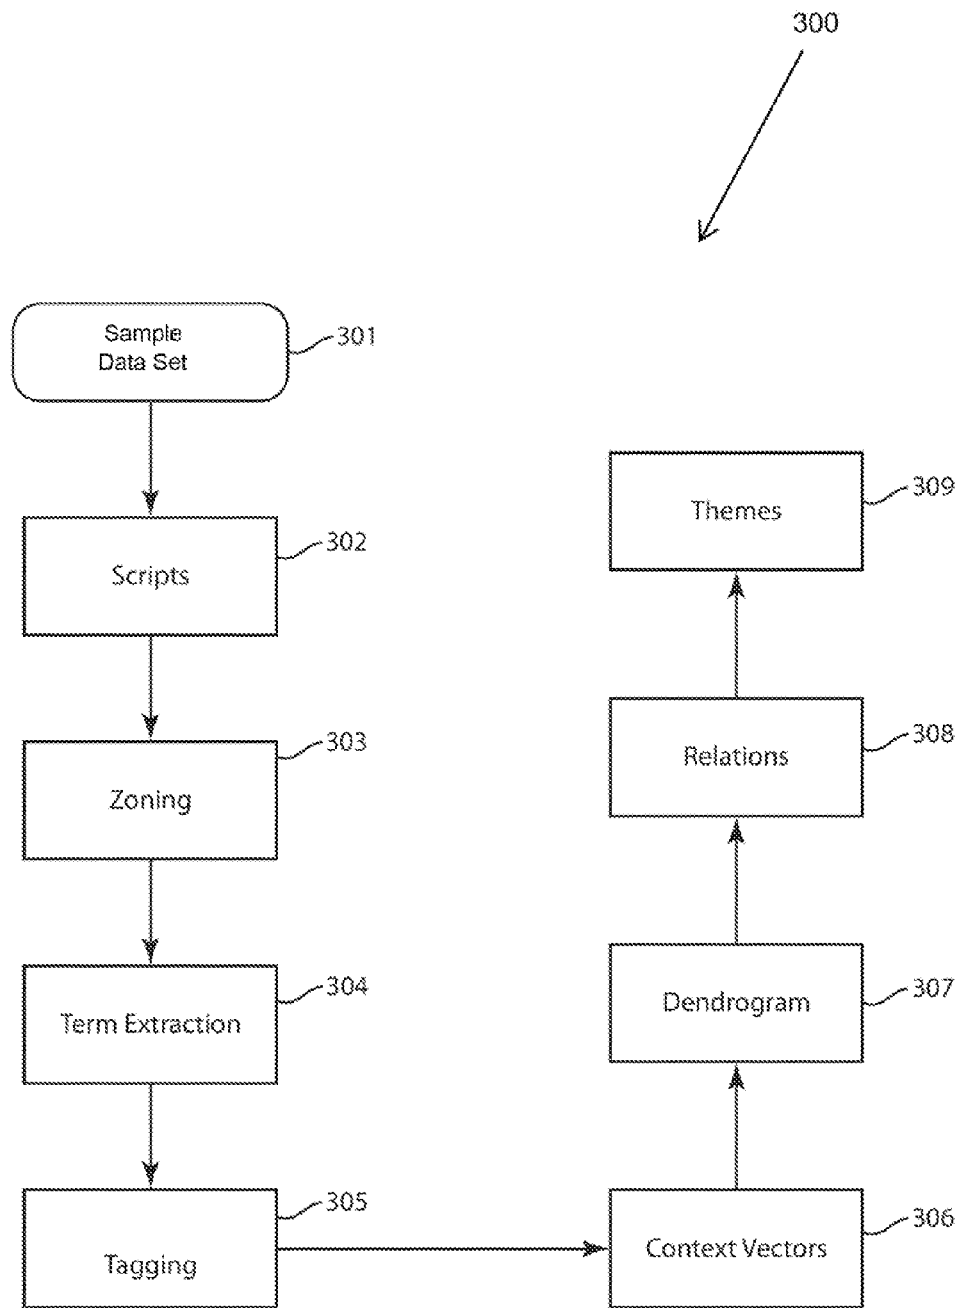 300
Sample
Data Set
301
Scripts
302
Zoning
303
Term Extraction
304
Tagging
305
Context Vectors
306
Dendrogram
307
Relations
308
Themes
309